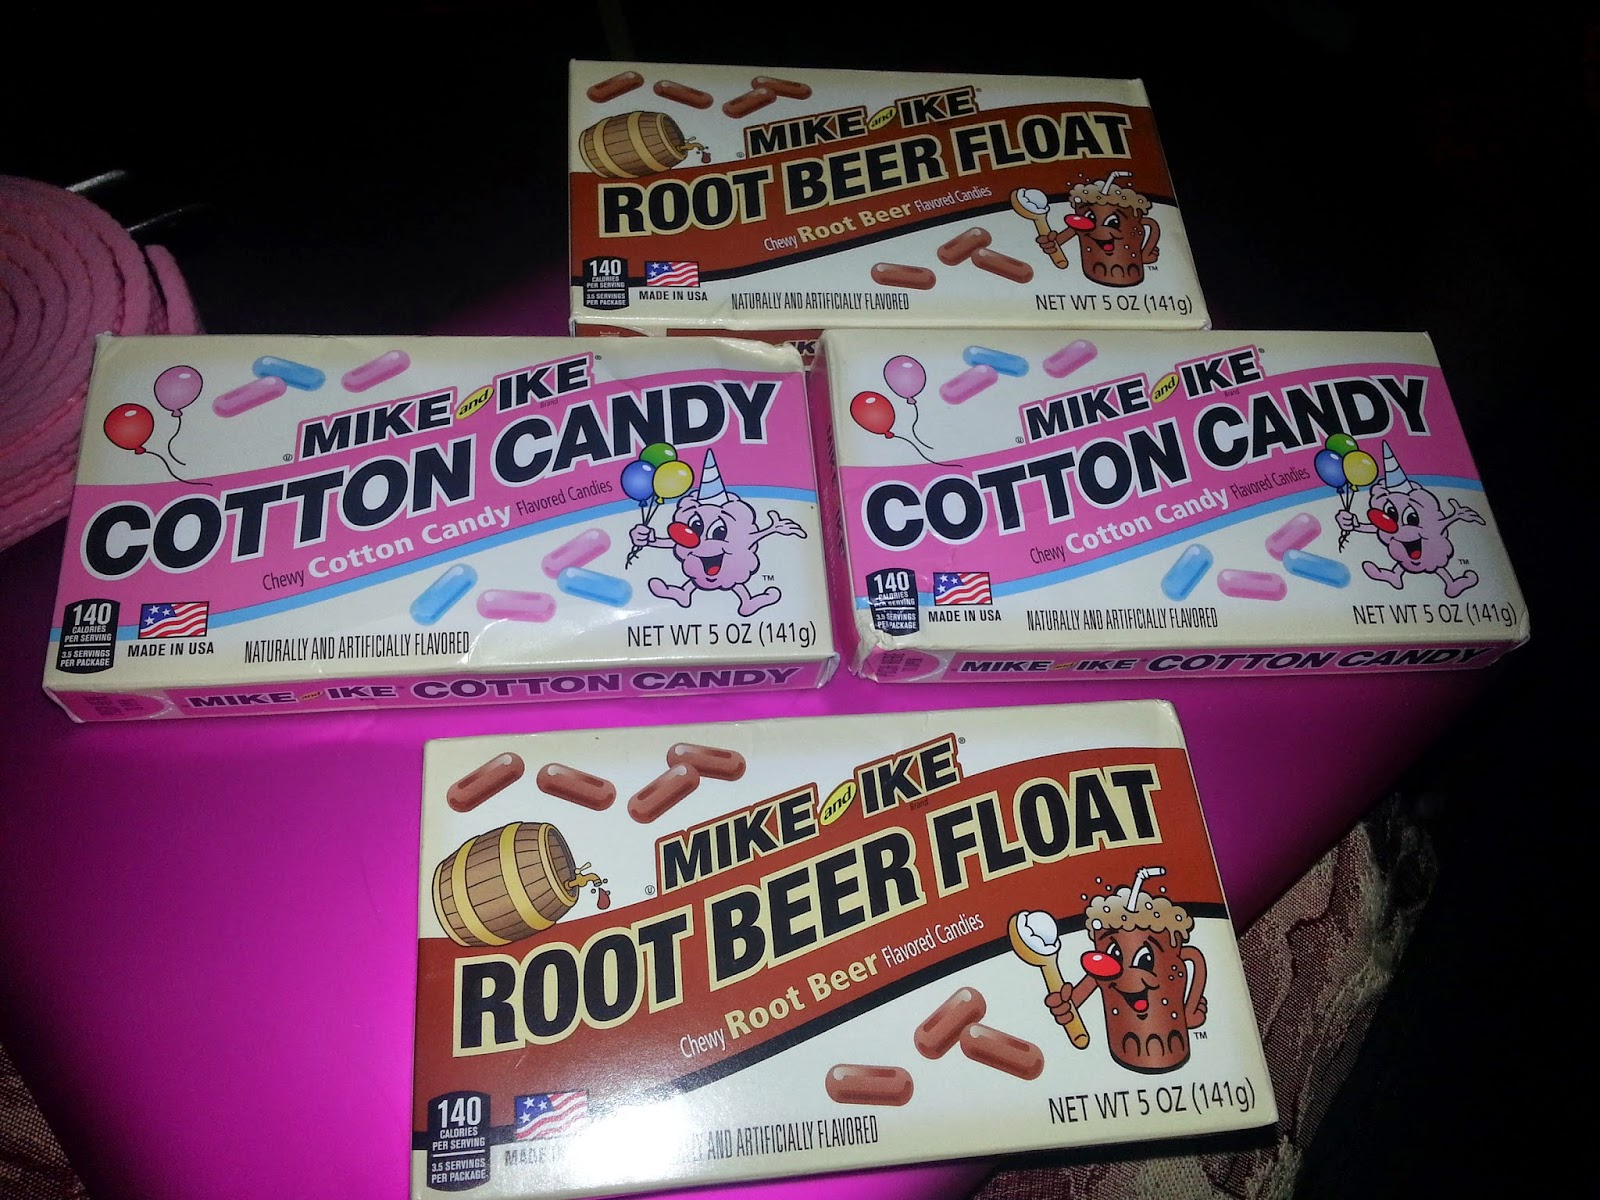 MIKE and IKE
ROOT BEER FLOAT
Chewy Root Beer Flavored Candies
140
CALORIES
PER SERVING
3.5 SERVINGS
PER PACKAGE
MADE IN USA
NATURALLY AND ARTIFICIALLY FLAVORED
NET WT 5 OZ (141g)
MIKE and IKE®
Brand
COTTON CANDY
Chewy Cotton Candy Flavored Candies
TM
140
CALORIES
PER SERVING
3.5 SERVINGS
PER PACKAGE
MADE IN USA
NATURALLY AND ARTIFICIALLY FLAVORED
NET WT 5 OZ (141g)
MIKE and IKE COTTON CANDY
MIKE and IKE®
COTTON CANDY
Chewy Cotton Candy Flavored Candies
TM
140
CALORIES
PER SERVING
3.5 SERVINGS
PER PACKAGE
MADE IN USA
NATURALLY AND ARTIFICIALLY FLAVORED
NET WT 5 OZ (141g)
MIKE and IKE COTTON CANDY
MIKE and IKE®
Brand
ROOT BEER FLOAT
Chewy Root Beer Flavored Candies
TM
140
CALORIES
PER SERVING
3.5 SERVINGS
PER PACKAGE
MADE
AND ARTIFICIALLY FLAVORED
NET WT 5 OZ (141g)